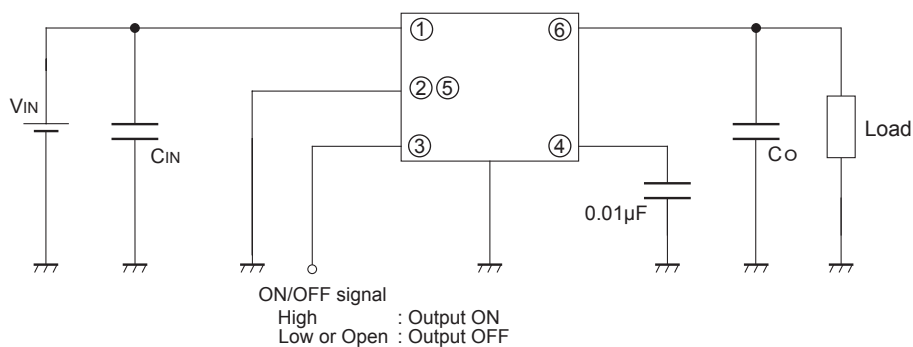 ① ⑥
②⑤
VIN
CIN
③ ④
0.01µF
CO
Load
ON/OFF signal
High : Output ON
Low or Open : Output OFF